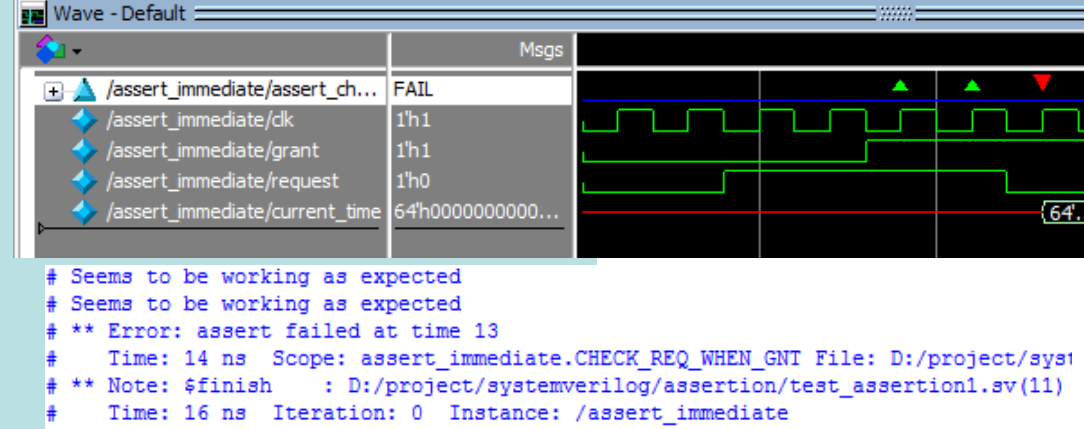 Wave - Default
Msgs
/assert_immediate/assert_ch... FAIL
/assert_immediate/clk 1'h1
/assert_immediate/grant 1'h1
/assert_immediate/request 1'h0
/assert_immediate/current_time 64'h0000000000... 64'.
# Seems to be working as expected
# Seems to be working as expected
# ** Error: assert failed at time 13
#    Time: 14 ns  Scope: assert_immediate.CHECK_REQ_WHEN_GNT File: D:/project/syst
# ** Note: $finish    : D:/project/systemverilog/assertion/test_assertion1.sv(11)
#    Time: 16 ns  Iteration: 0  Instance: /assert_immediate